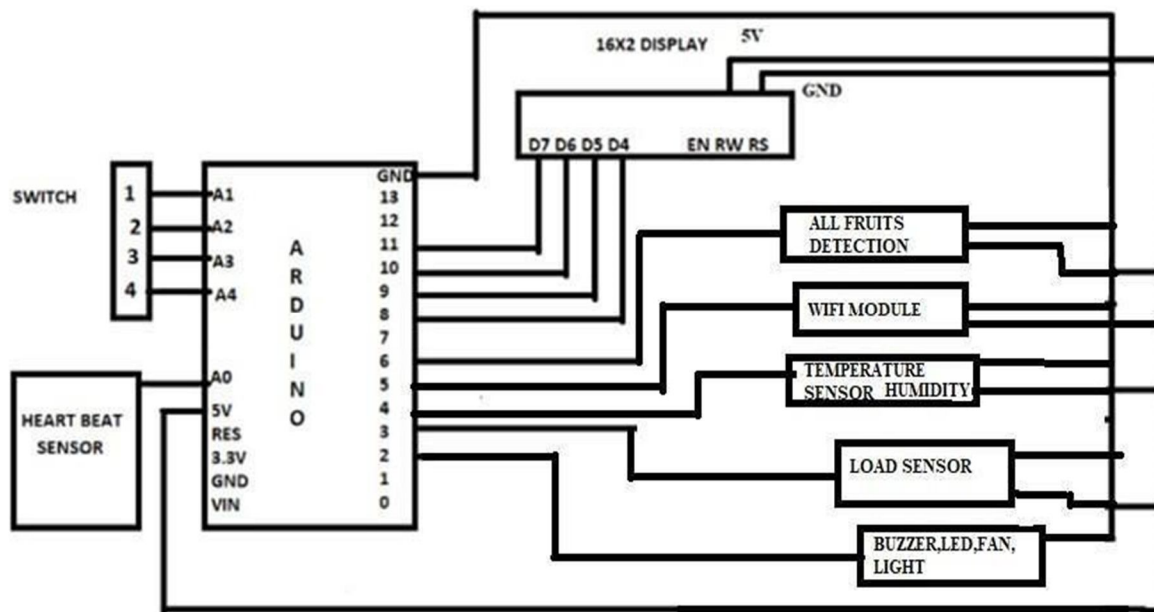 16X2 DISPLAY
5V
GND
D7 D6 D5 D4 EN RW RS
SWITCH
1
2
3
4
A1
A2
A3
A4
A0
5V
RES
3.3V
GND
VIN
ARDUINO
GND
13
12
11
10
9
8
7
6
5
4
3
2
1
0
HEART BEAT
SENSOR
ALL FRUITS
DETECTION
WIFI MODULE
TEMPERATURE
SENSOR HUMIDITY
LOAD SENSOR
BUZZER,LED,FAN,
LIGHT